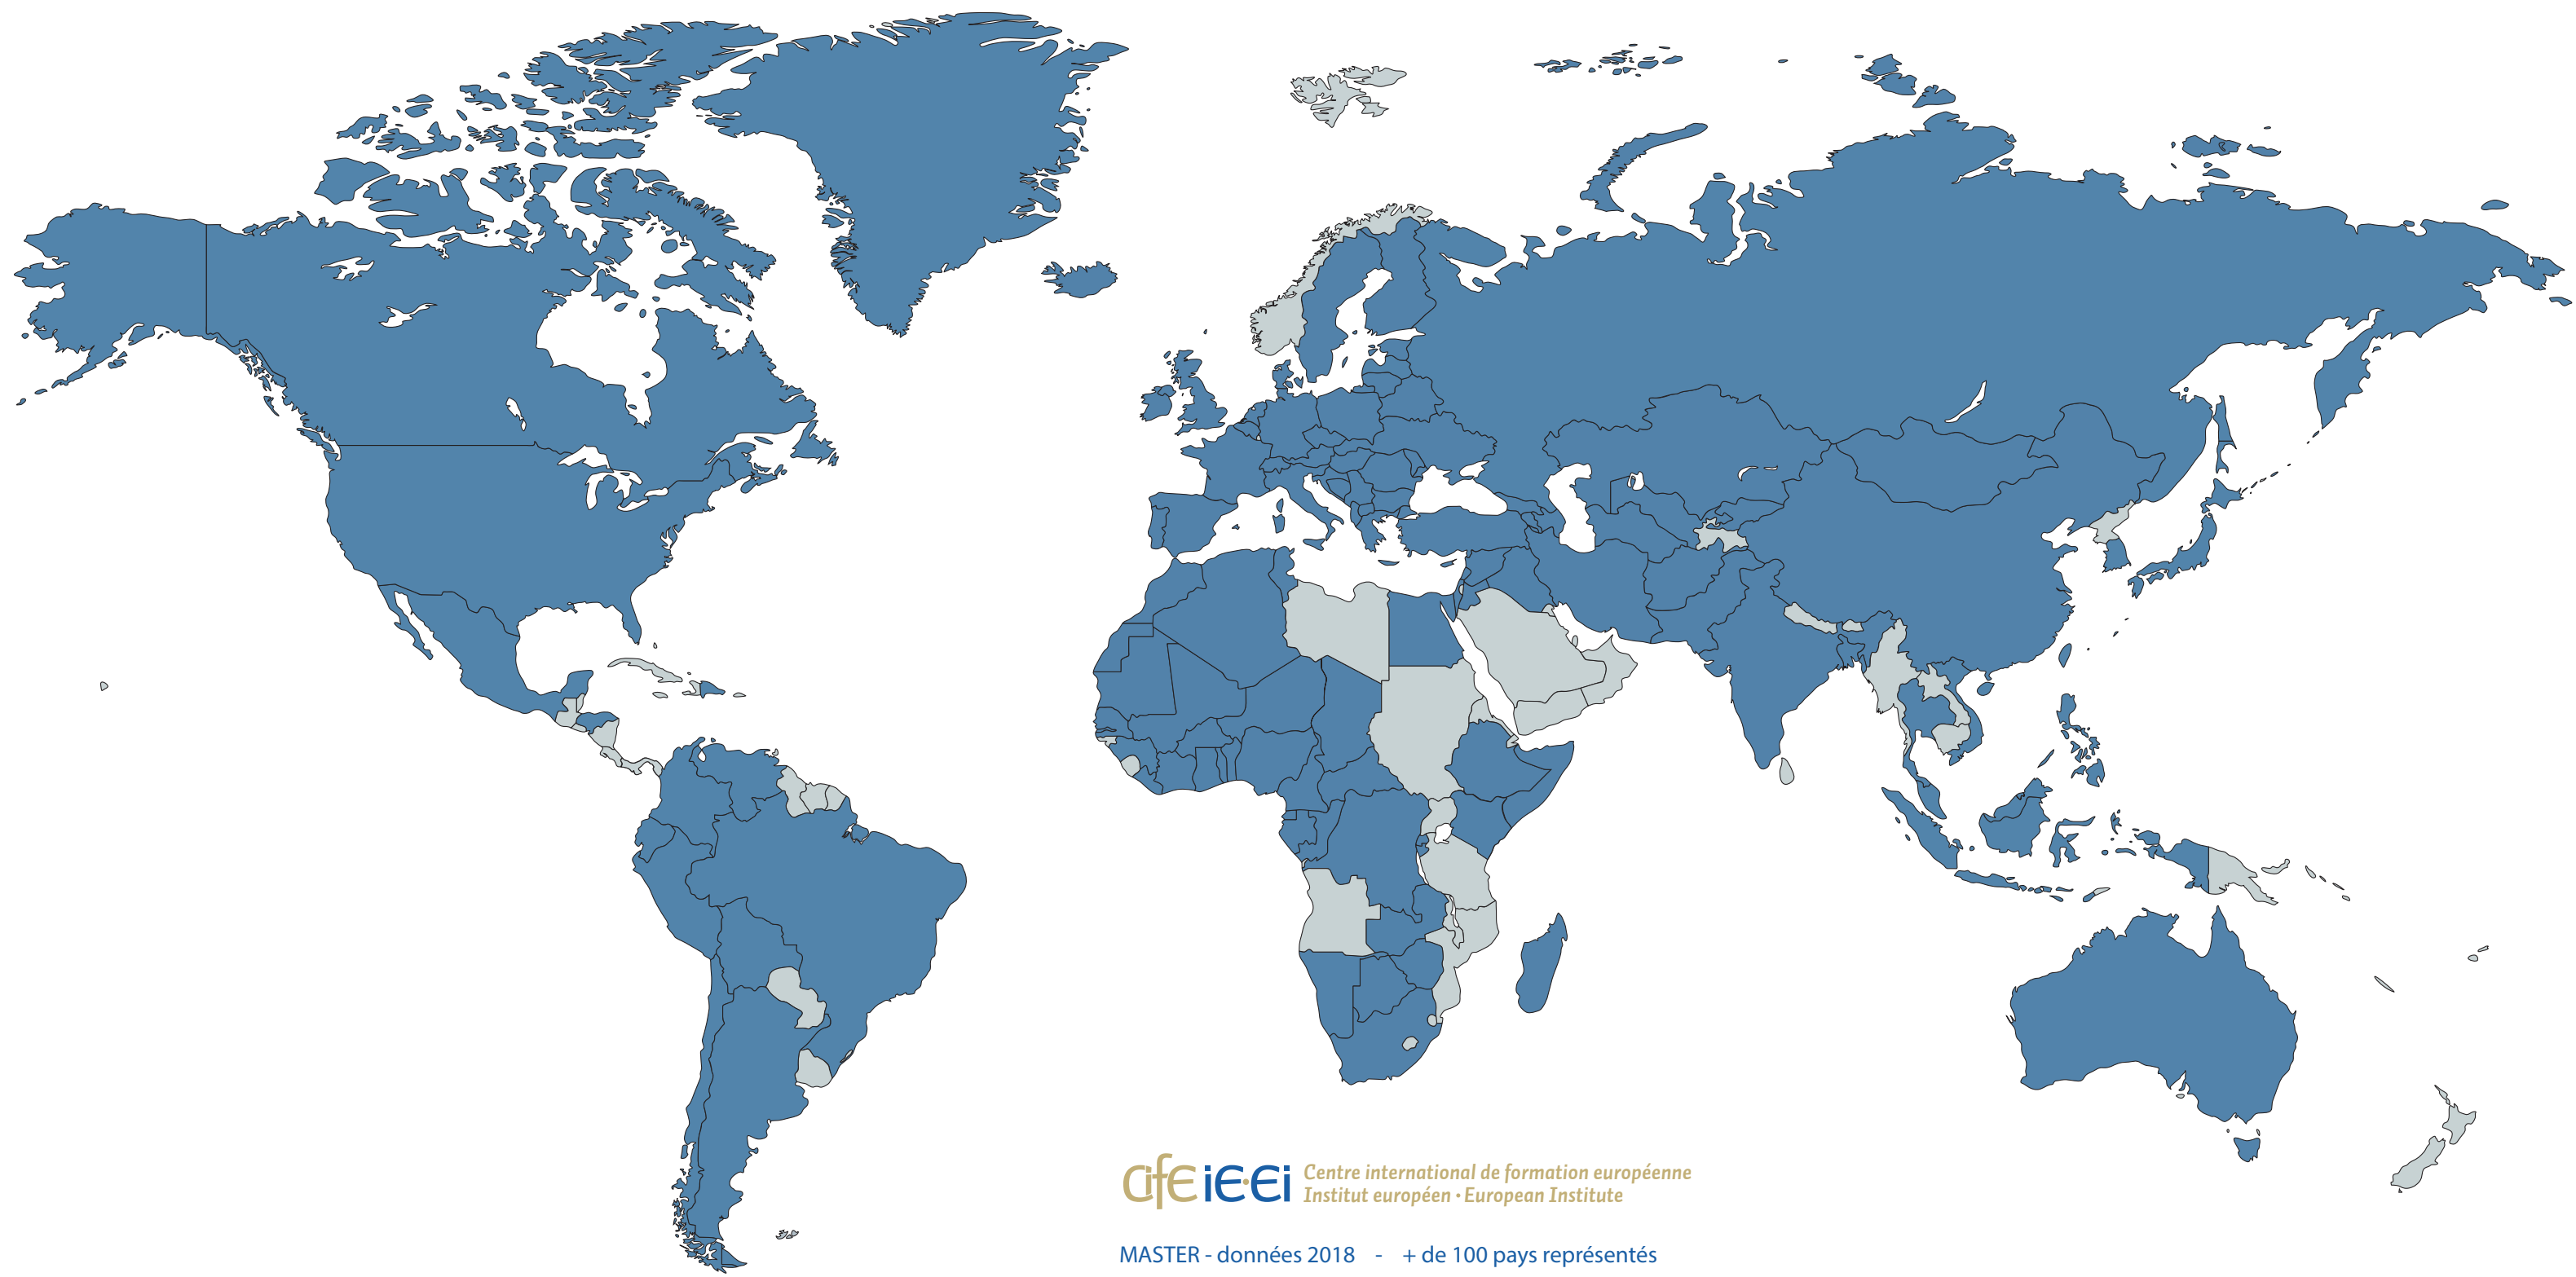 CifE iE·Ei Centre international de formation européenne
Institut européen · European Institute
MASTER - données 2018 - + de 100 pays représentés